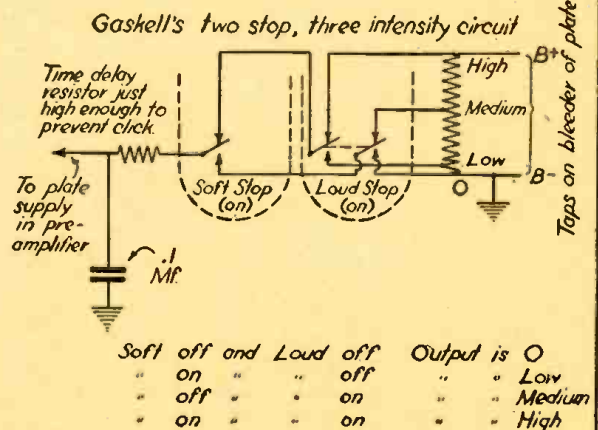 Gaskell's two stop, three intensity circuit
Time delay
resistor just
high enough to
prevent click.
To plate
supply
in pre-
amplifier
.1
Mf.
Soft Stop
(on)
Loud Stop
(on)
High
Medium
Low
O
B+
B-
Taps on bleeder of plate
Soft off and Loud off Output is O
" on " " off " " Low
" off " " on " " Medium
" on " " on " " High